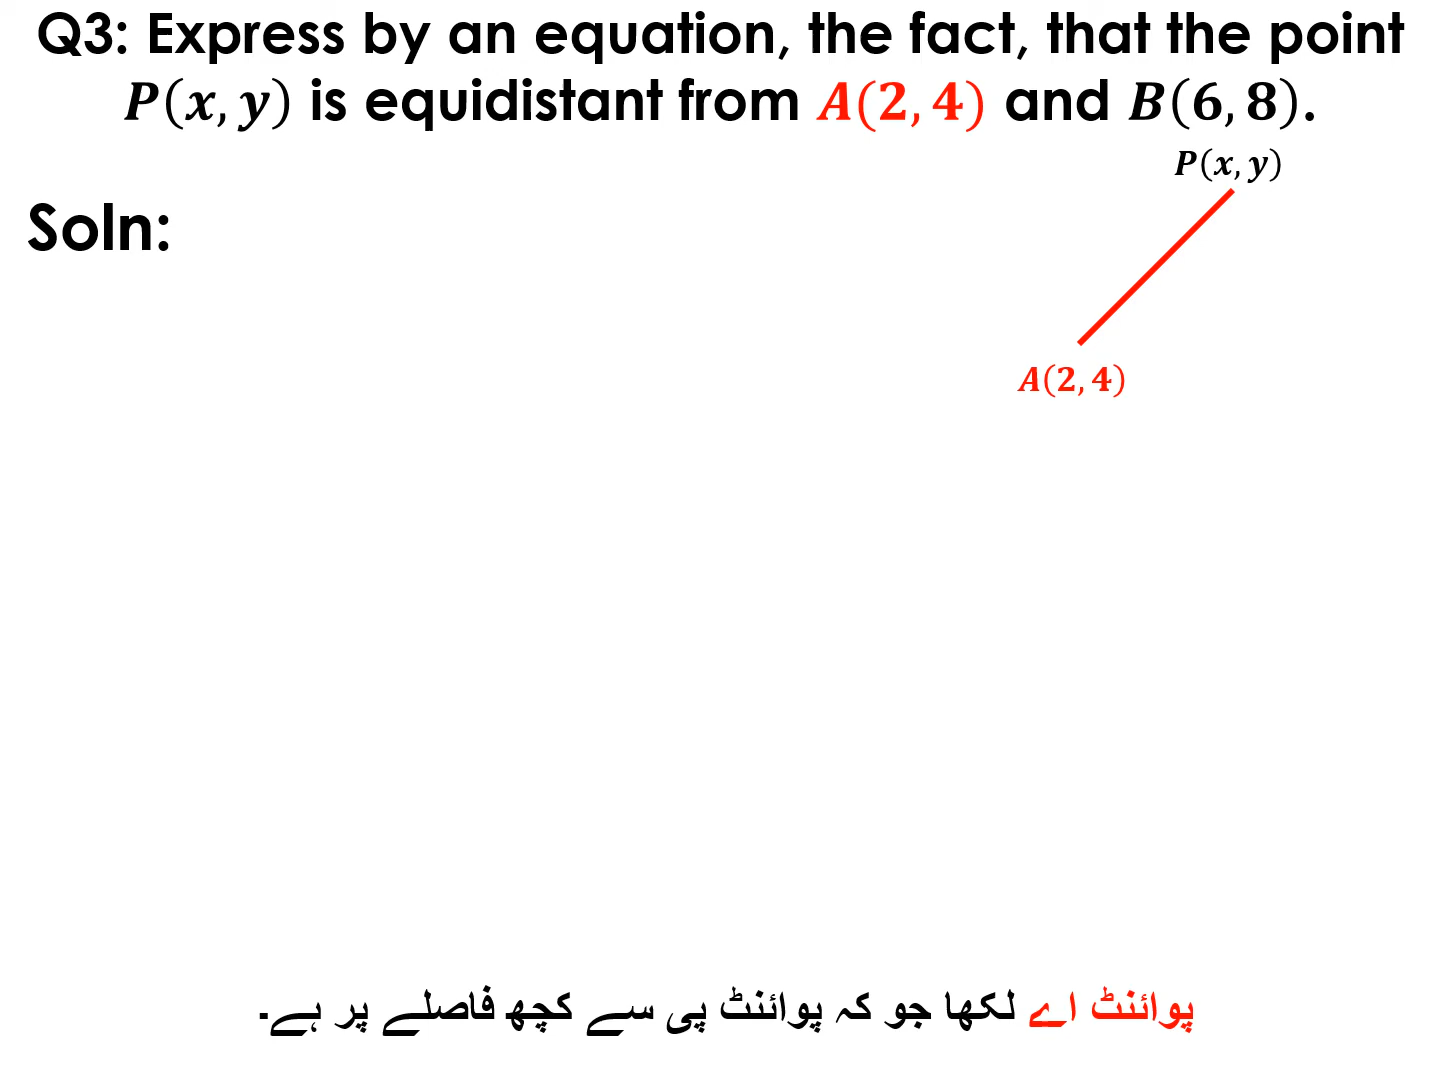 Q3: Express by an equation, the fact, that the point
P(x, y) is equidistant from A(2, 4) and B(6, 8).
P(x, y)
Soln:
A(2, 4)
پوائنٹ اے لکھا جو کہ پوائنٹ پی سے کچھ فاصلے پر ہے۔